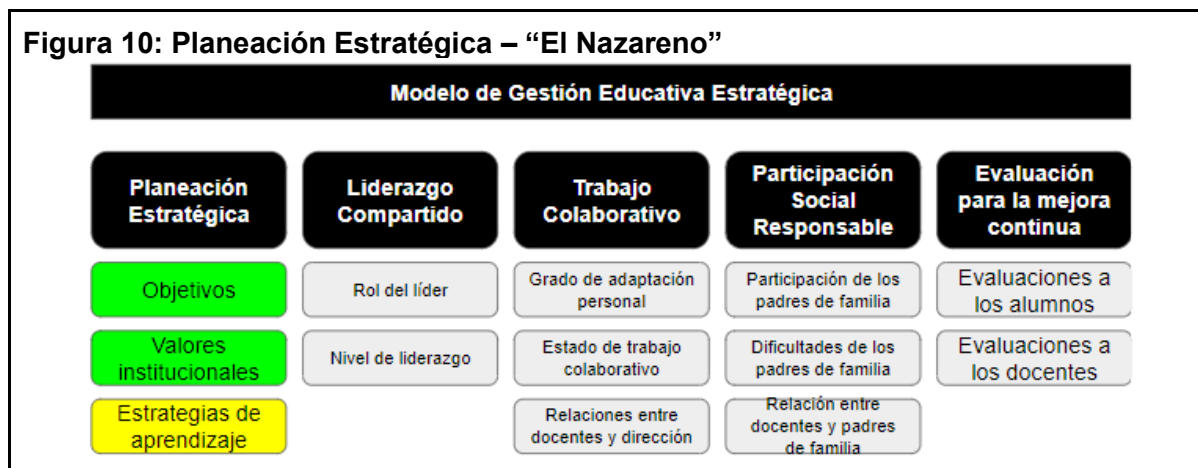 Figura 10: Planeación Estratégica – “El Nazareno”
Modelo de Gestión Educativa Estratégica
Planeación
Estratégica
Liderazgo
Compartido
Trabajo
Colaborativo
Participación
Social
Responsable
Evaluación
para la mejora
continua
Objetivos
Rol del líder
Grado de adaptación
personal
Participación de los
padres de familia
Evaluaciones a
los alumnos
Valores
institucionales
Nivel de liderazgo
Estado de trabajo
colaborativo
Dificultades de los
padres de familia
Evaluaciones a
los docentes
Estrategias de
aprendizaje
Relaciones entre
docentes y dirección
Relación entre
docentes y padres
de familia